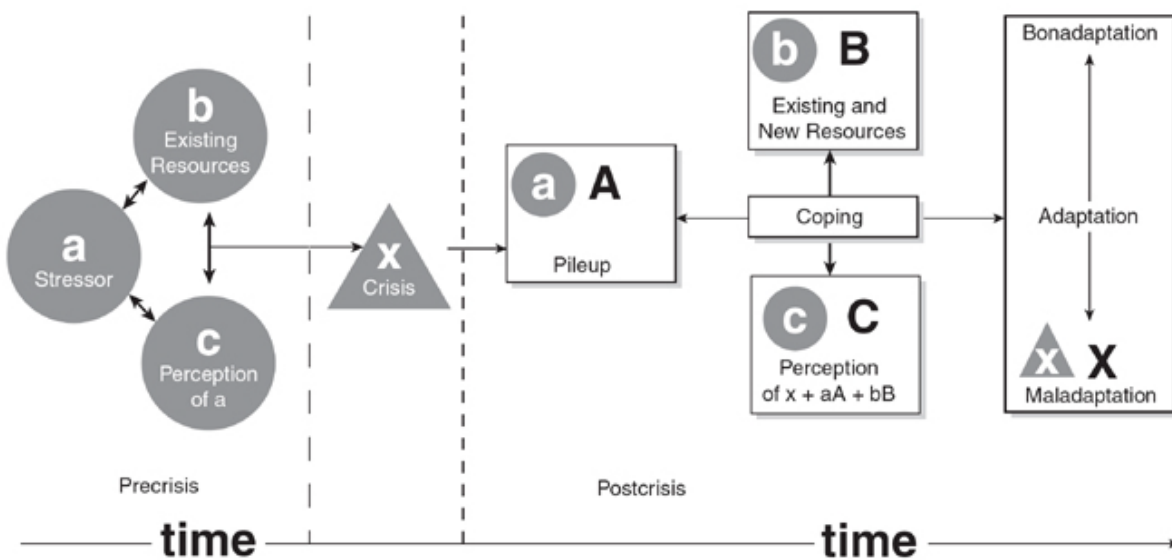 b
Existing
Resources
a
Stressor
c
Perception
of a
x
Crisis
a A
Pileup
b B
Existing and
New Resources
Coping
c C
Perception
of x + aA + bB
Bonadaptation
Adaptation
x X
Maladaptation
Precrisis
Postcrisis
time
time